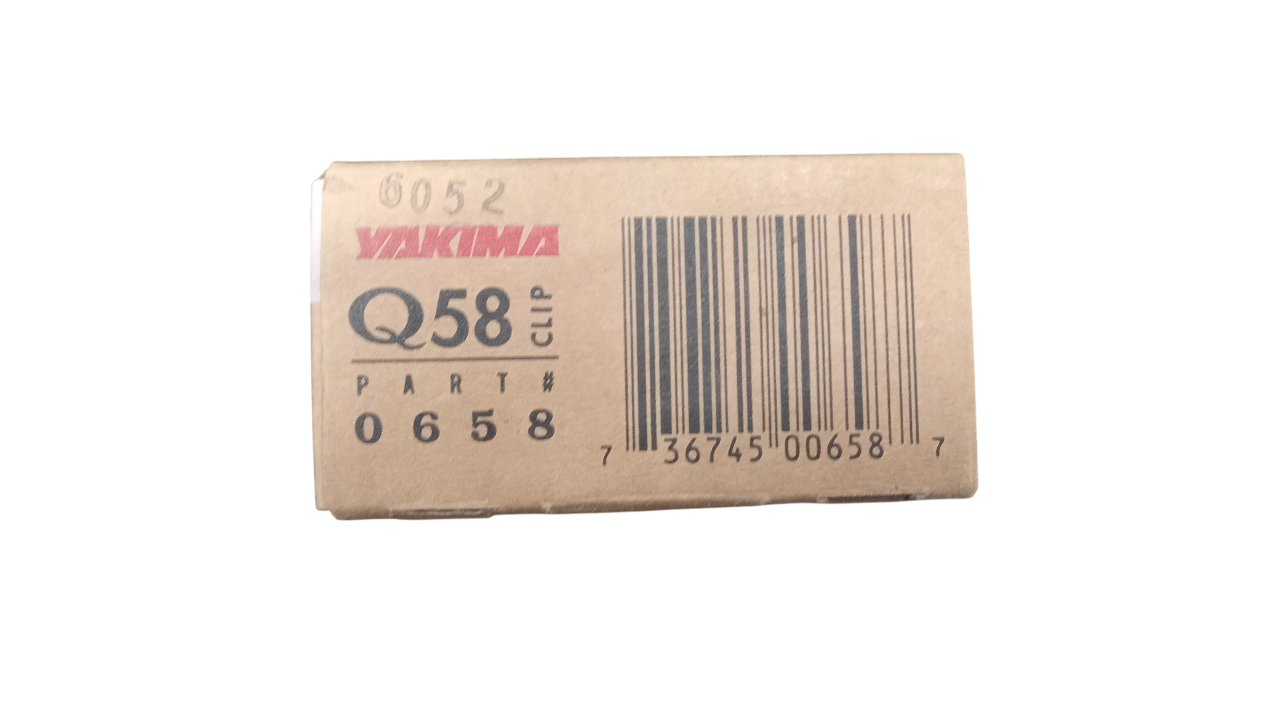 6052
YAKIMA
Q58 CLIP
PART#
0658
7 36745 00658 7